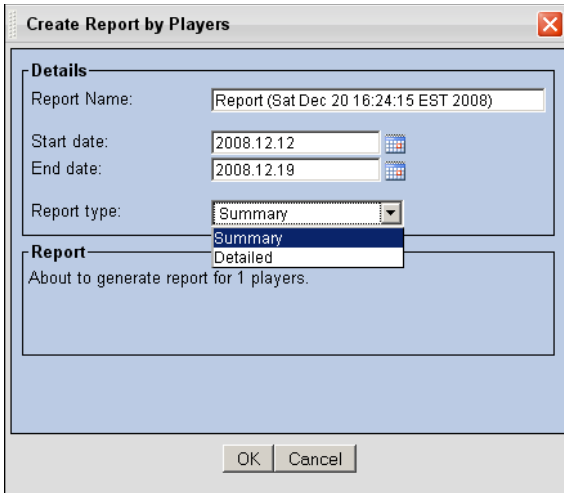 Create Report by Players
Details
Report Name: Report (Sat Dec 20 16:24:15 EST 2008)
Start date: 2008.12.12
End date: 2008.12.19
Report type: Summary
Summary
Detailed
Report
About to generate report for 1 players.
OK Cancel